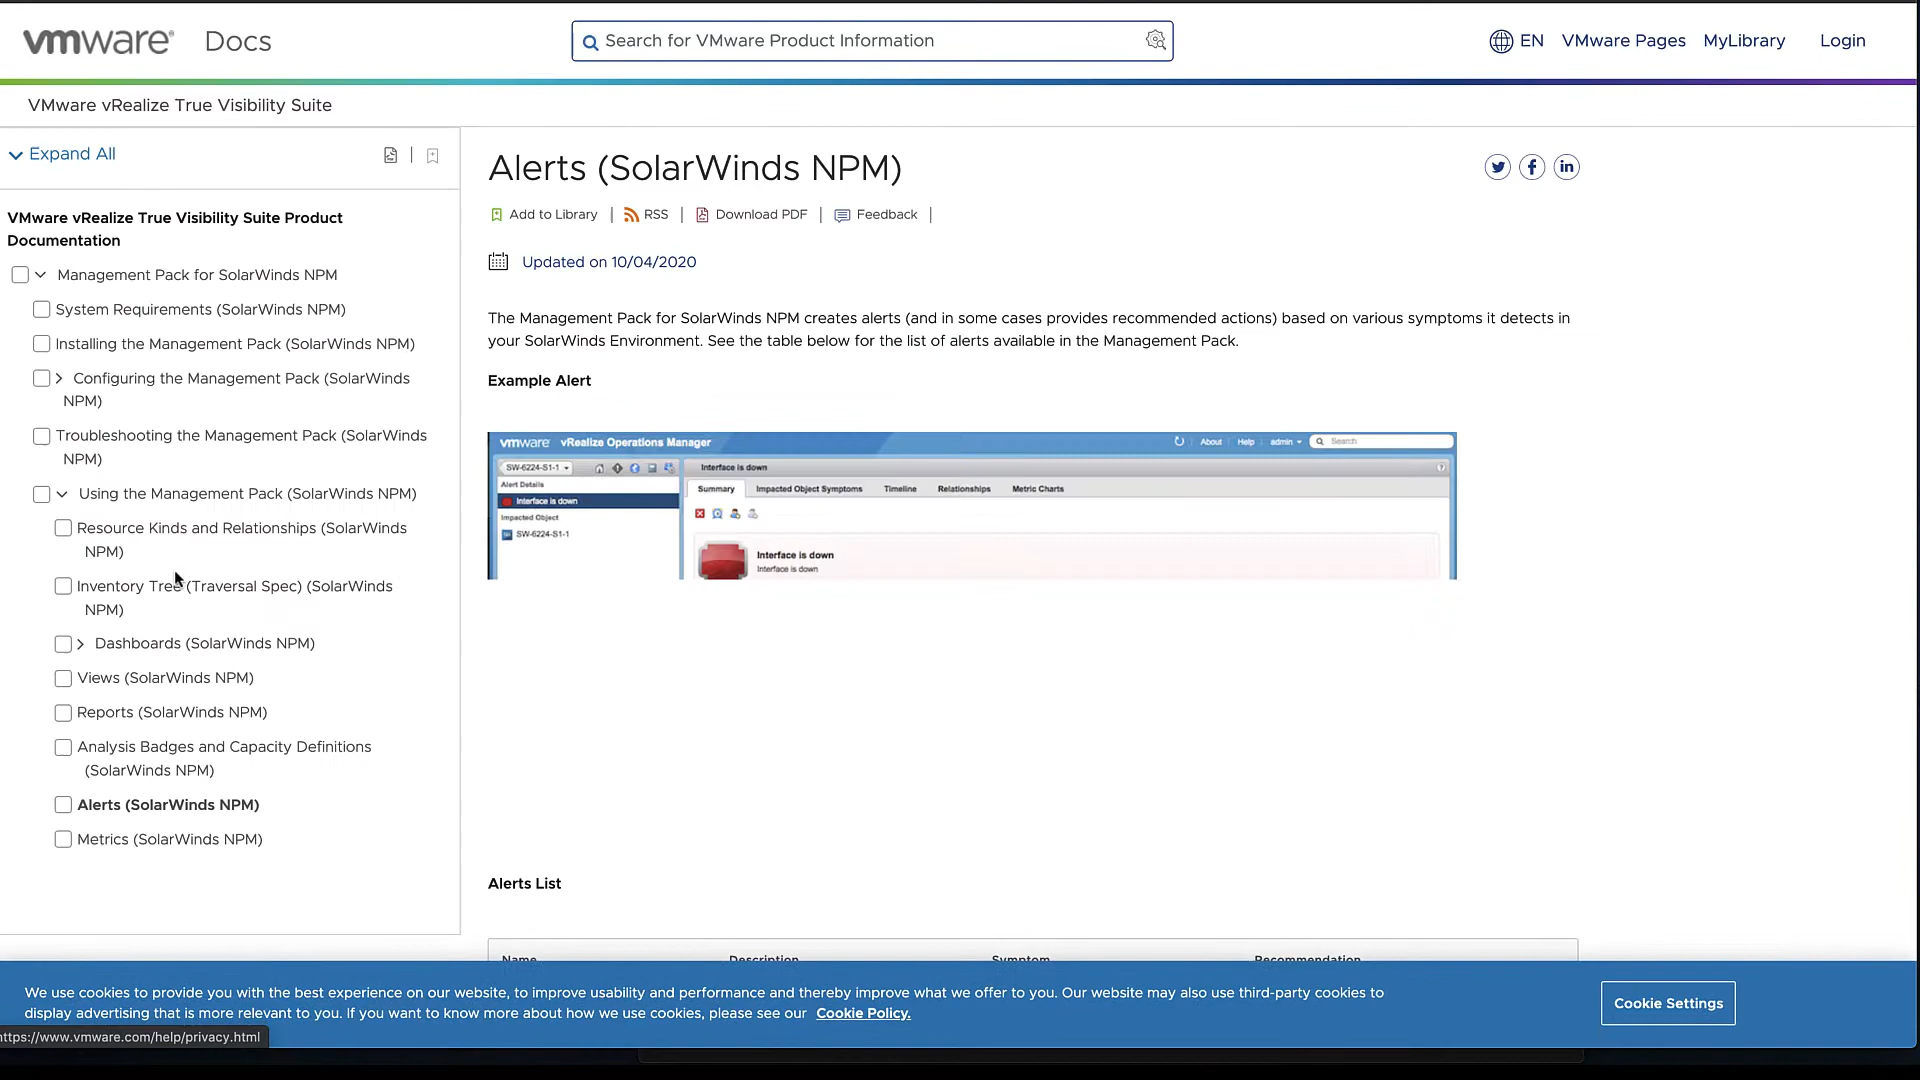 vmware® Docs
Search for VMware Product Information
EN VMware Pages MyLibrary Login
VMware vRealize True Visibility Suite
Expand All
VMware vRealize True Visibility Suite Product
Documentation
Management Pack for SolarWinds NPM
System Requirements (SolarWinds NPM)
Installing the Management Pack (SolarWinds NPM)
Configuring the Management Pack (SolarWinds
NPM)
Troubleshooting the Management Pack (SolarWinds
NPM)
Using the Management Pack (SolarWinds NPM)
Resource Kinds and Relationships (SolarWinds
NPM)
Inventory Tree (Traversal Spec) (SolarWinds
NPM)
Dashboards (SolarWinds NPM)
Views (SolarWinds NPM)
Reports (SolarWinds NPM)
Analysis Badges and Capacity Definitions
(SolarWinds NPM)
Alerts (SolarWinds NPM)
Metrics (SolarWinds NPM)
Alerts (SolarWinds NPM)
Add to Library | RSS | Download PDF | Feedback |
Updated on 10/04/2020
The Management Pack for SolarWinds NPM creates alerts (and in some cases provides recommended actions) based on various symptoms it detects in
your SolarWinds Environment. See the table below for the list of alerts available in the Management Pack.
Example Alert
vmware vRealize Operations Manager
About Help admin Search
SW-6224-S1-1
Alert Details
Interface is down
Impacted Object
SW-6224-S1-1
Interface is down
Summary Impacted Object Symptoms Timeline Relationships Metric Charts
Interface is down
Interface is down
Alerts List
Name Description Symptom Recommendation
We use cookies to provide you with the best experience on our website, to improve usability and performance and thereby improve what we offer to you. Our website may also use third-party cookies to
display advertising that is more relevant to you. If you want to know more about how we use cookies, please see our Cookie Policy.
Cookie Settings
https://www.vmware.com/help/privacy.html